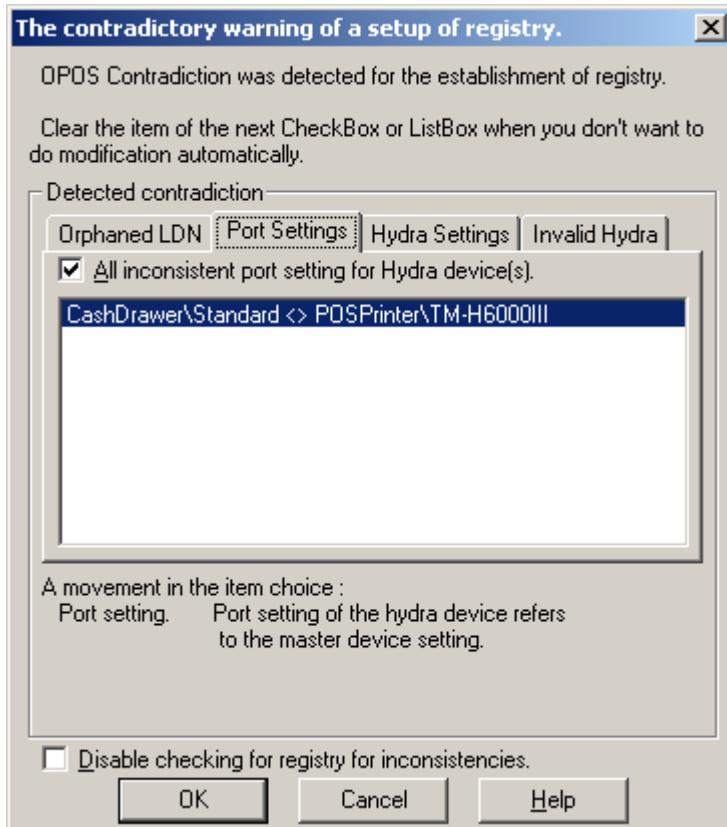 The contradictory warning of a setup of registry.
OPOS Contradiction was detected for the establishment of registry.
Clear the item of the next CheckBox or ListBox when you don't want to
do modification automatically.
Detected contradiction
Orphaned LDN Port Settings Hydra Settings Invalid Hydra
All inconsistent port setting for Hydra device(s).
CashDrawer\Standard <> POSPrinter\TM-H6000III
A movement in the item choice :
Port setting. Port setting of the hydra device refers
to the master device setting.
Disable checking for registry for inconsistencies.
OK Cancel Help